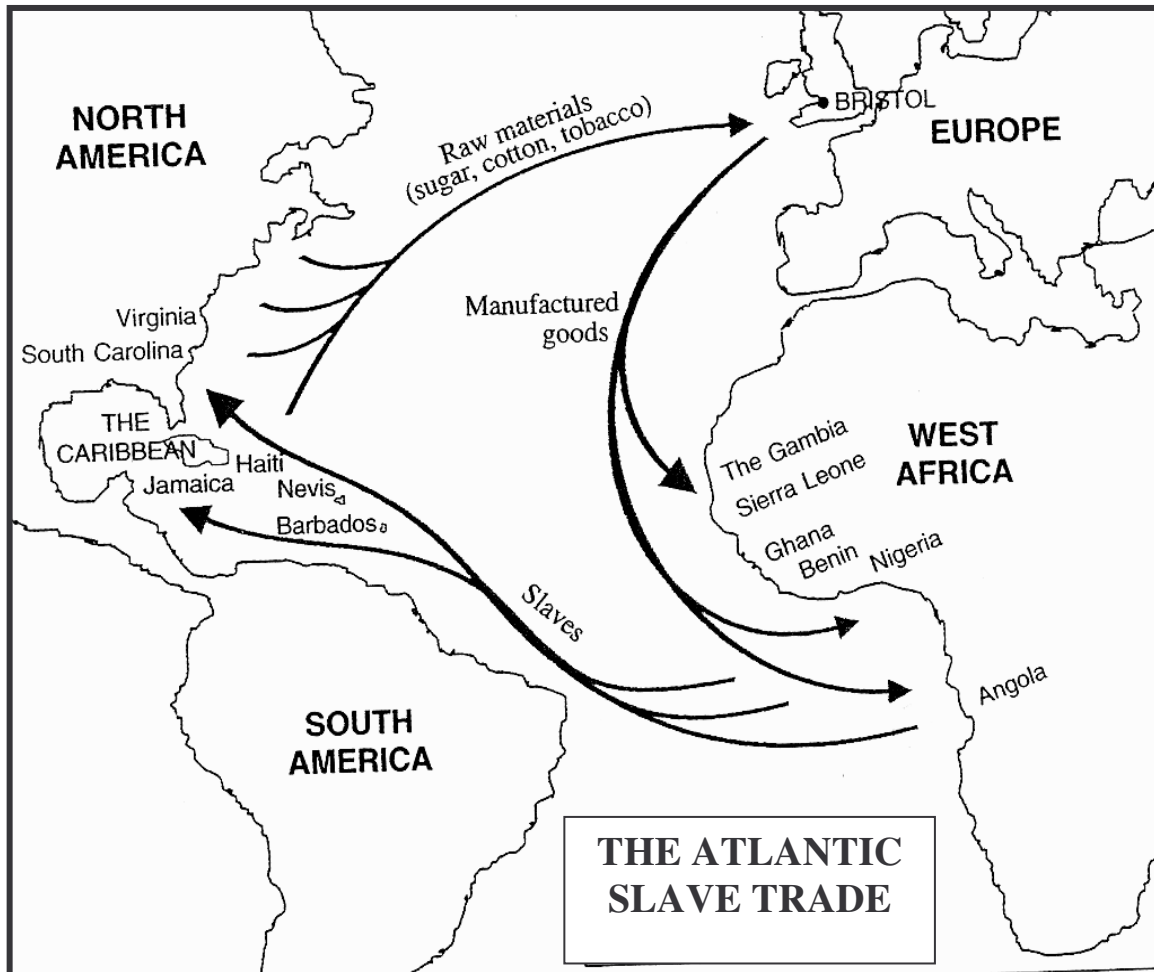 NORTH
AMERICA
Raw materials
(sugar, cotton, tobacco)
BRISTOL
EUROPE
Manufactured
goods
Virginia
South Carolina
THE
CARIBBEAN
Haiti
Jamaica
Nevis
Barbados
The Gambia
Sierra Leone
Ghana
Benin
Nigeria
WEST
AFRICA
Slaves
Angola
SOUTH
AMERICA
THE ATLANTIC
SLAVE TRADE